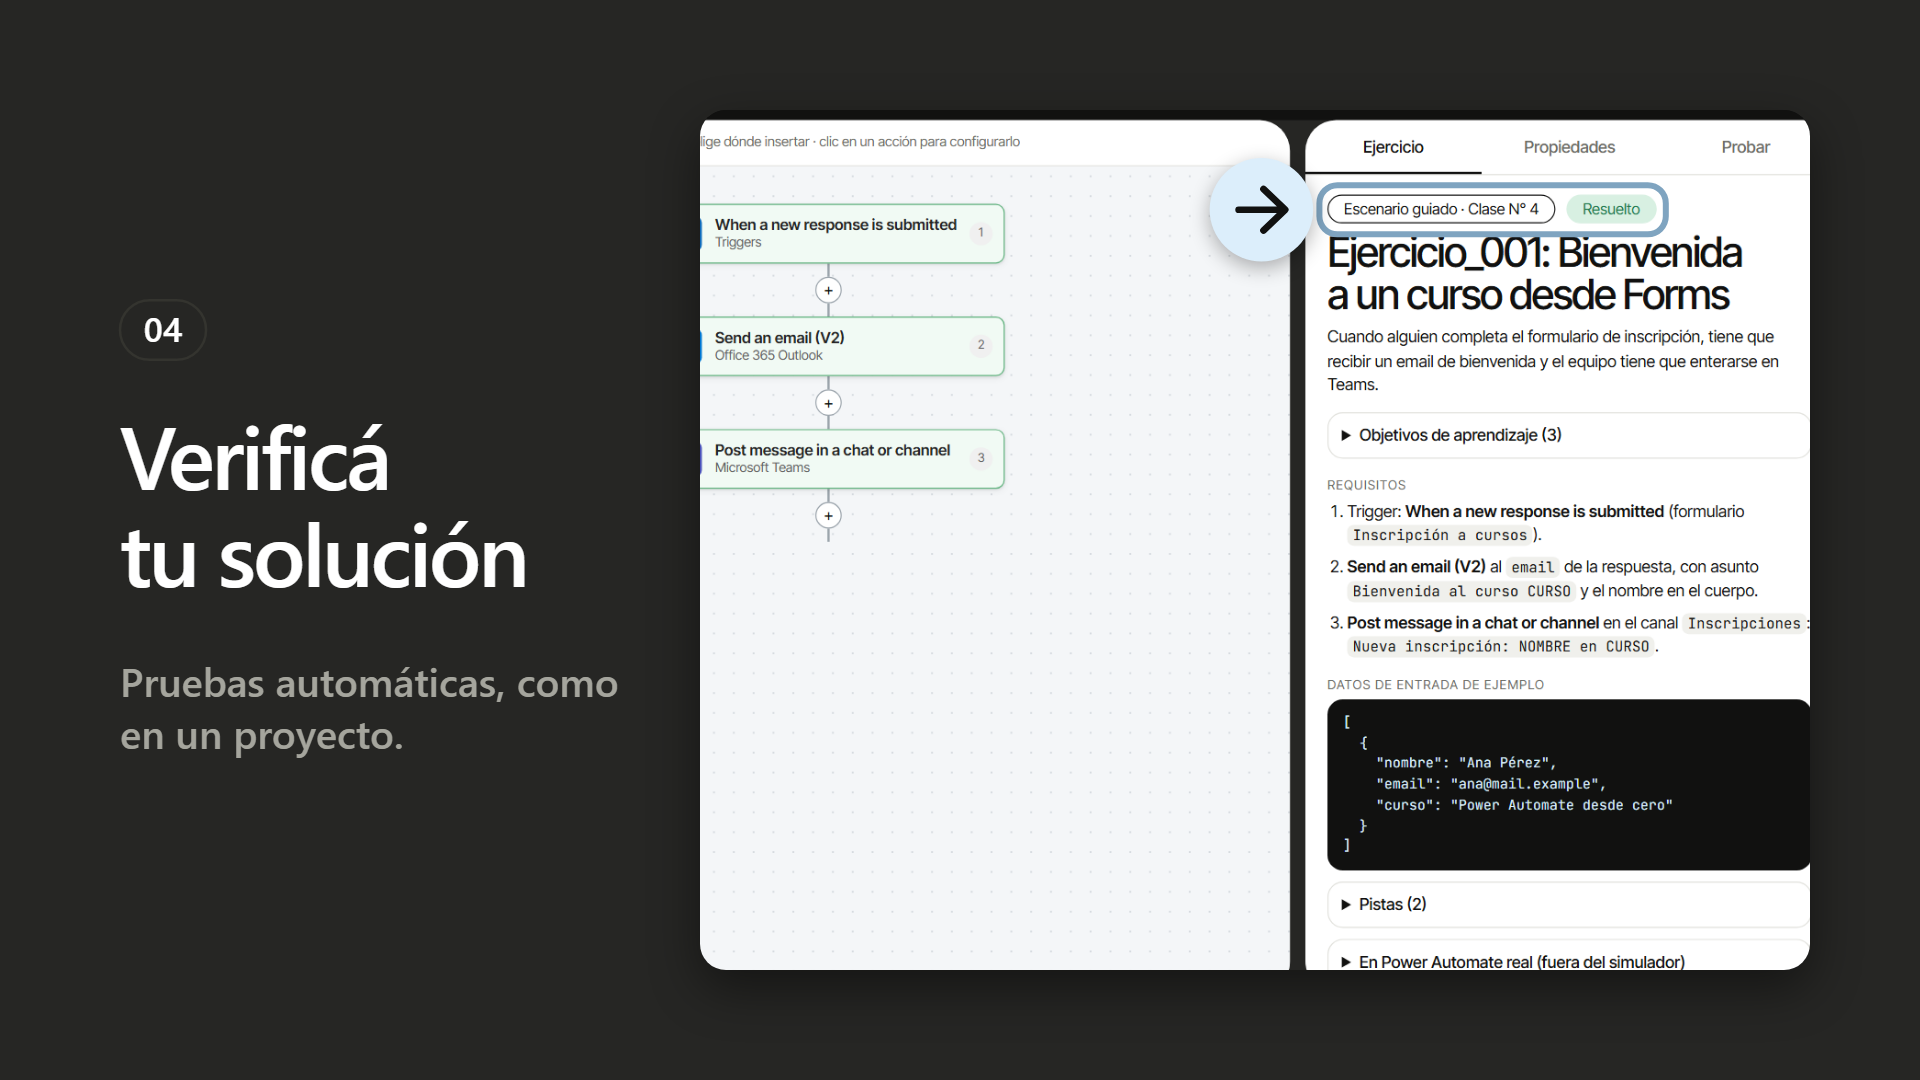 04
Verificá
tu solución
Pruebas automáticas, como
en un proyecto.
lige dónde insertar · clic en un acción para configurarlo
When a new response is submitted
Triggers
1
+
Send an email (V2)
Office 365 Outlook
2
+
Post message in a chat or channel
Microsoft Teams
3
+
Ejercicio Propiedades Probar
Escenario guiado · Clase N° 4 Resuelto
Ejercicio_001: Bienvenida
a un curso desde Forms
Cuando alguien completa el formulario de inscripción, tiene que
recibir un email de bienvenida y el equipo tiene que enterarse en
Teams.
Objetivos de aprendizaje (3)
REQUISITOS
1. Trigger: When a new response is submitted (formulario
Inscripción a cursos ).
2. Send an email (V2) al email de la respuesta, con asunto
Bienvenida al curso CURSO y el nombre en el cuerpo.
3. Post message in a chat or channel en el canal Inscripciones :
Nueva inscripción: NOMBRE en CURSO .
DATOS DE ENTRADA DE EJEMPLO
[
{
"nombre": "Ana Pérez",
"email": "ana@mail.example",
"curso": "Power Automate desde cero"
}
]
Pistas (2)
En Power Automate real (fuera del simulador)